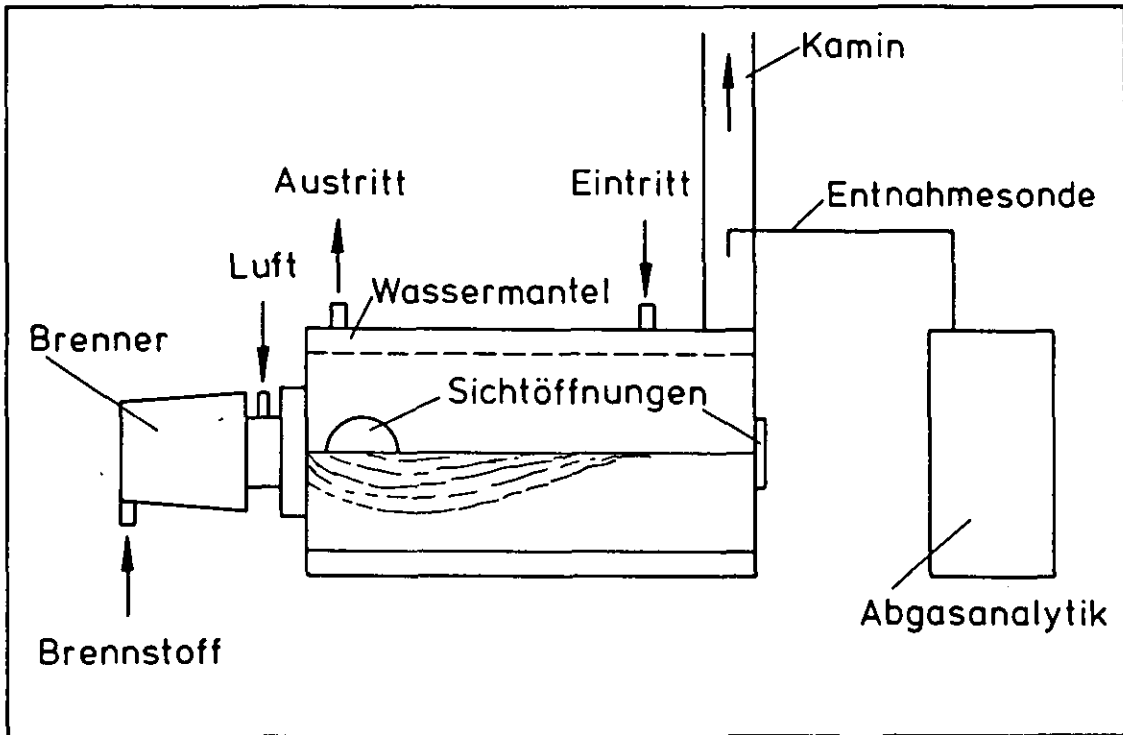 Kamin
Austritt
Eintritt
Entnahmesonde
Luft
Wassermantel
Brenner
Sichtöffnungen
Abgasanalytik
Brennstoff